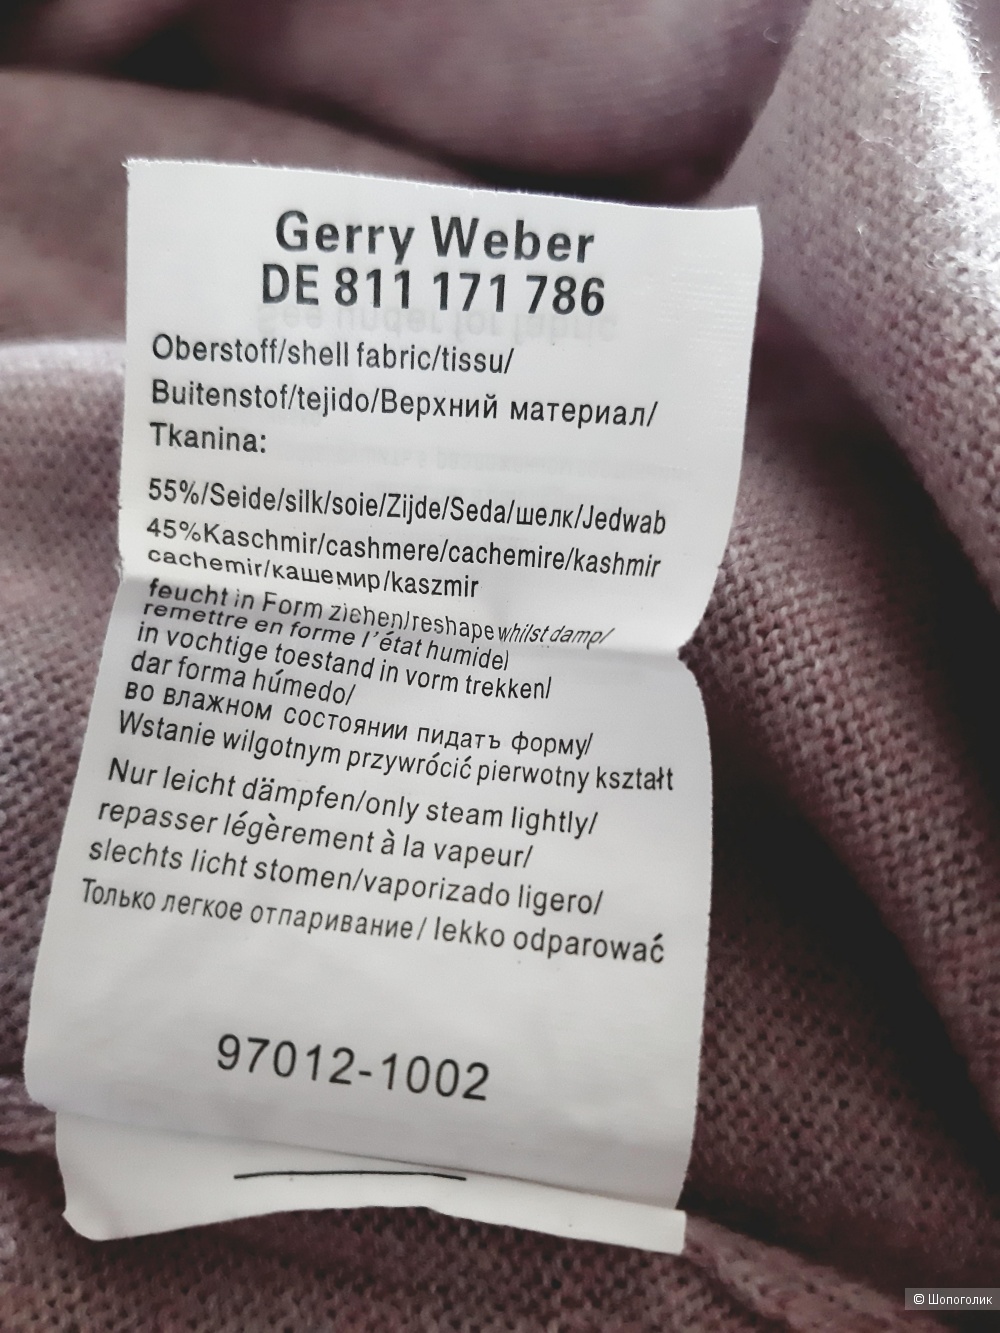 Gerry Weber
DE 811 171 786
Oberstoff/shell fabric/tissu/
Buitenstof/tejido/Верхний материал/
Tkanina:
55%/Seide/silk/soie/Zijde/Seda/шелк/Jedwab
45%Kaschmir/cashmere/cachemire/kashmir
cachemir/кашемир/kaszmir
feucht in Form ziehen/reshape whilst damp/
remettre en forme l'état humide/
in vochtige toestand in vorm trekken/
dar forma húmedo/
во влажном состоянии пидать форму/
Wstanie wilgotnym przywrócić pierwotny kształt
Nur leicht dämpfen/only steam lightly/
repasser légèrement à la vapeur/
slechts licht stomen/vaporizado ligero/
Только легкое отпаривание/ lekko odparować
97012-1002
© Шопоголик